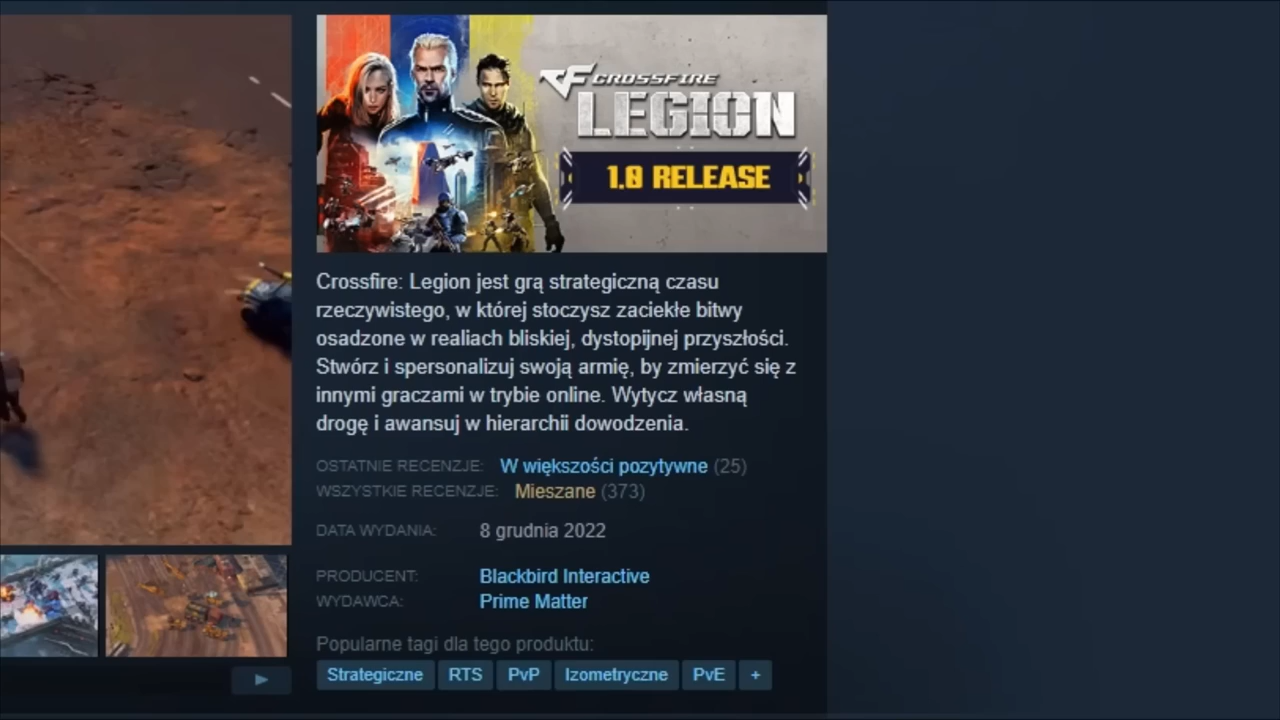 CF CROSSFIRE
LEGION
1.0 RELEASE
Crossfire: Legion jest grą strategiczną czasu
rzeczywistego, w której stoczysz zaciekłe bitwy
osadzone w realiach bliskiej, dystopijnej przyszłości.
Stwórz i spersonalizuj swoją armię, by zmierzyć się z
innymi graczami w trybie online. Wytycz własną
drogę i awansuj w hierarchii dowodzenia.
OSTATNIE RECENZJE: W większości pozytywne (25)
WSZYSTKIE RECENZJE: Mieszane (373)
DATA WYDANIA: 8 grudnia 2022
PRODUCENT: Blackbird Interactive
WYDAWCA: Prime Matter
Popularne tagi dla tego produktu:
Strategiczne RTS PvP Izometryczne PvE +